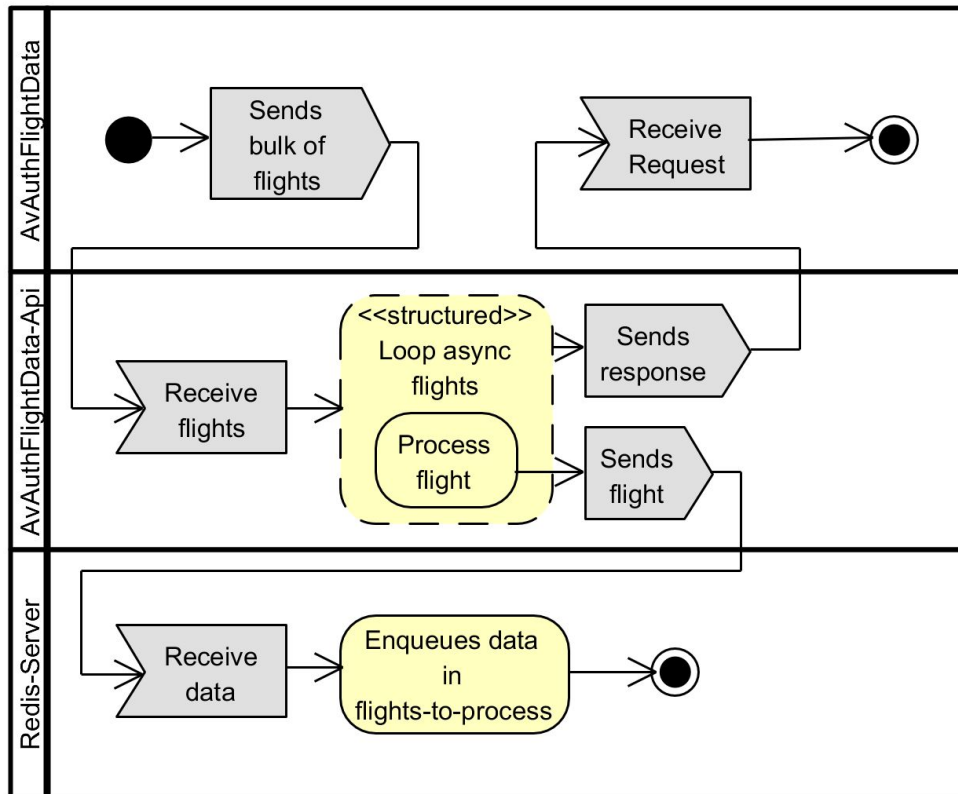 AvAuthFlightData
Sends
bulk of
flights
Receive
Request
AvAuthFlightData-Api
Receive
flights
<<structured>>
Loop async
flights
Process
flight
Sends
response
Sends
flight
Redis-Server
Receive
data
Enqueues data
in
flights-to-process